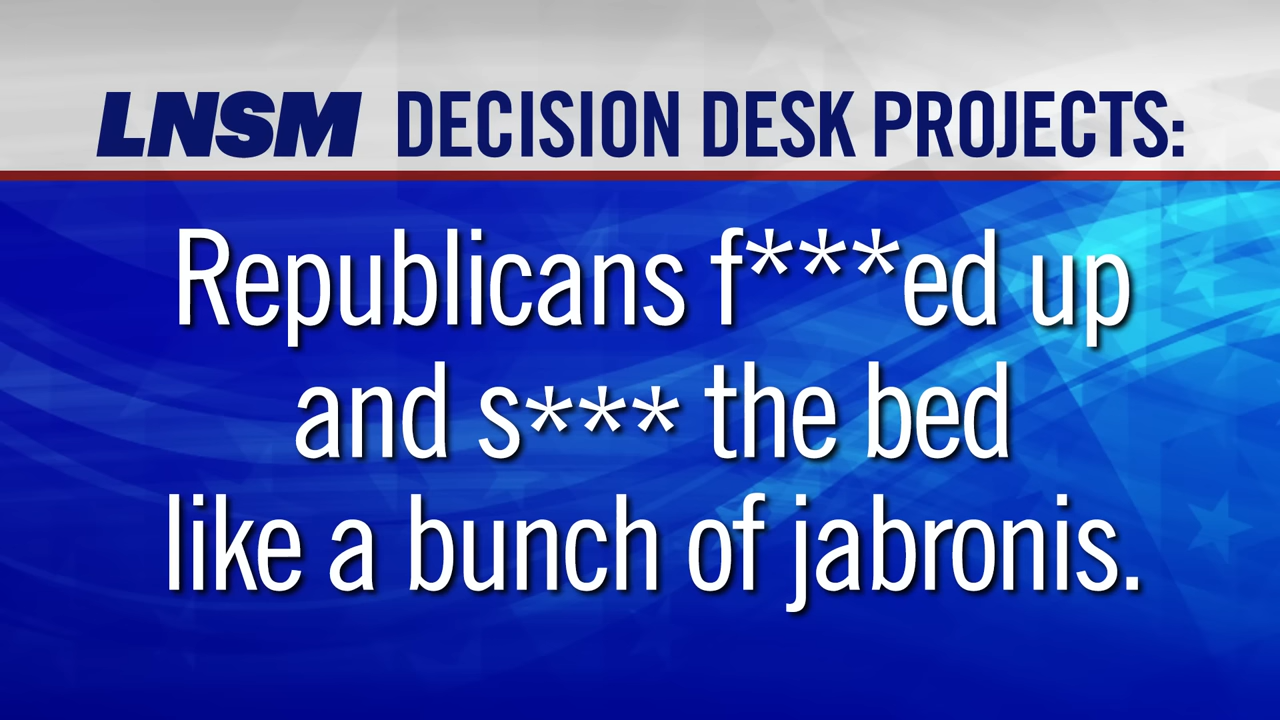 LNSM DECISION DESK PROJECTS:
Republicans f***ed up
and s*** the bed
like a bunch of jabronis.